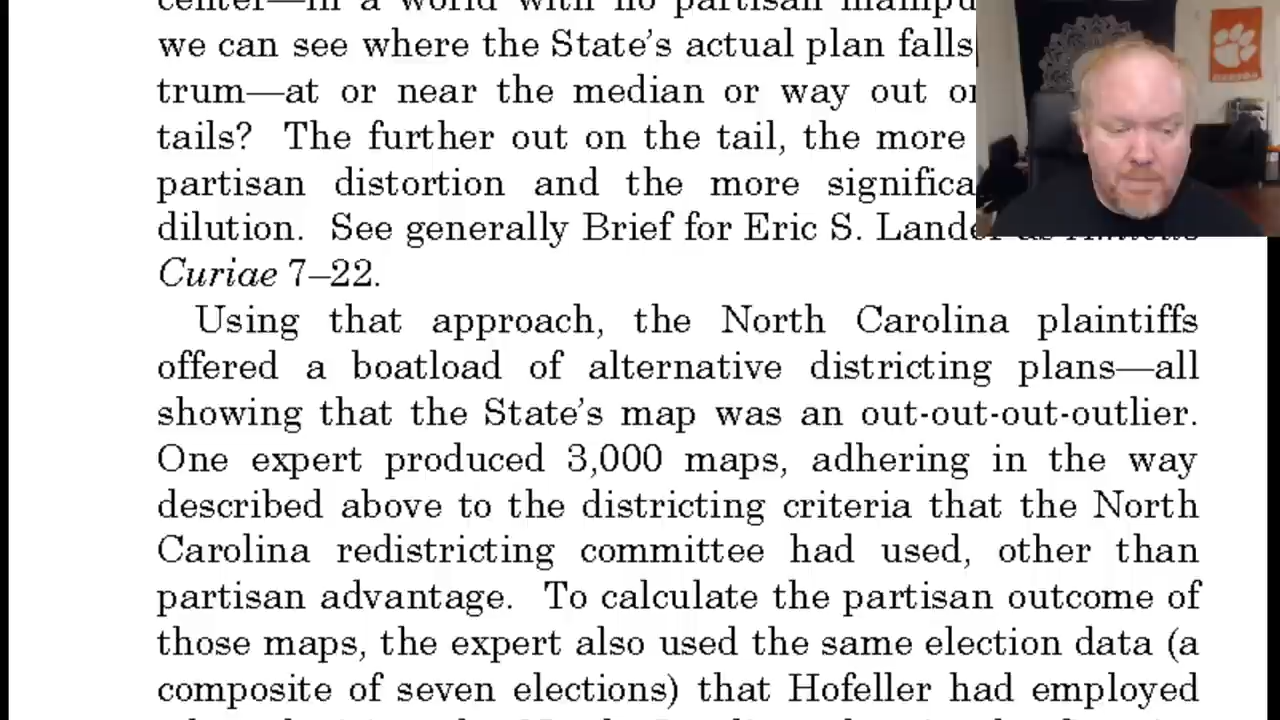 center—in a world with no partisan
we can see where the State's actual plan falls
trum—at or near the median or way out
tails? The further out on the tail, the more
partisan distortion and the more
dilution. See generally Brief for Eric S.
Curiae 7–22.
Using that approach, the North Carolina plaintiffs
offered a boatload of alternative districting plans—all
showing that the State's map was an out-out-out-outlier.
One expert produced 3,000 maps, adhering in the way
described above to the districting criteria that the North
Carolina redistricting committee had used, other than
partisan advantage. To calculate the partisan outcome of
those maps, the expert also used the same election data (a
composite of seven elections) that Hofeller had employed